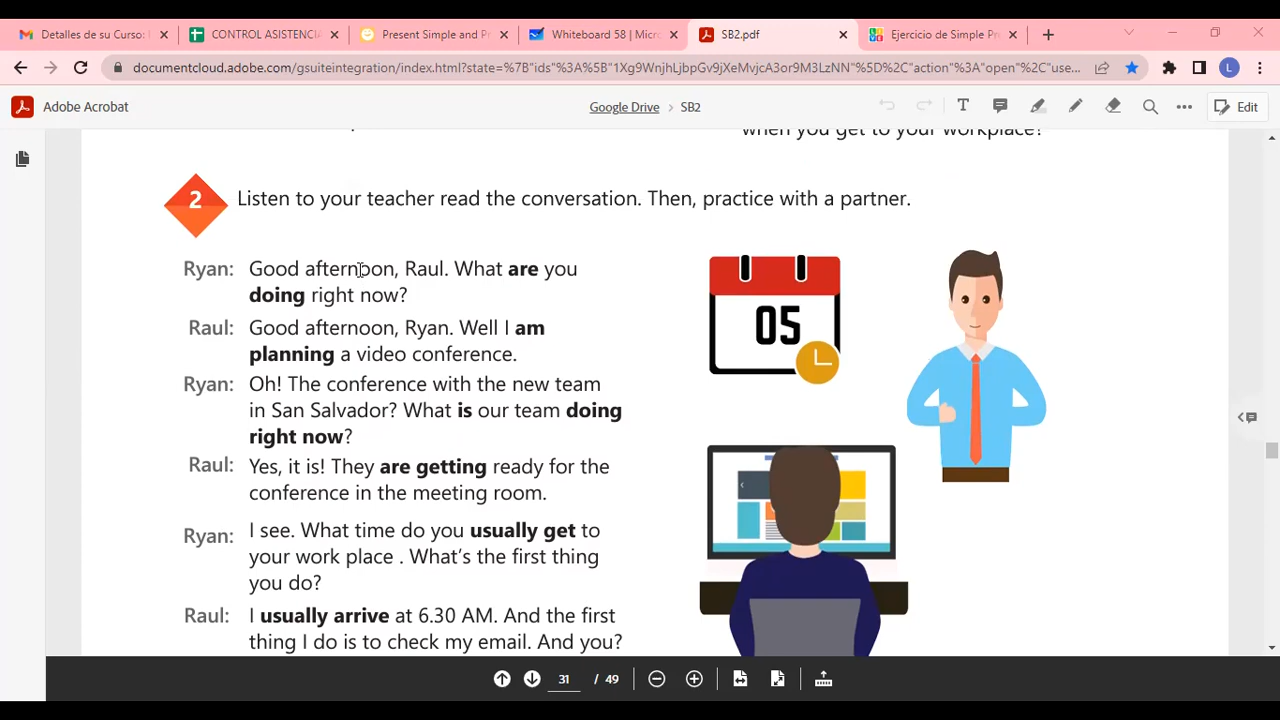 Detalles de su Curso: I
CONTROL ASISTENCIA
Present Simple and Pr
Whiteboard 58 | Micro
SB2.pdf
Ejercicio de Simple Pr
documentcloud.adobe.com/gsuiteintegration/index.html?state=%7B"ids"%3A%5B"1Xg9WnjhLjbpGv9jXeMvjcA3or9M3LzNN"%5D%2C"action"%3A"open"%2C"use...
L
Adobe Acrobat
Google Drive > SB2
Edit
when you get to your workplace?
2
Listen to your teacher read the conversation. Then, practice with a partner.
Ryan: Good afternoon, Raul. What are you
doing right now?
Raul: Good afternoon, Ryan. Well I am
planning a video conference.
Ryan: Oh! The conference with the new team
in San Salvador? What is our team doing
right now?
Raul: Yes, it is! They are getting ready for the
conference in the meeting room.
Ryan: I see. What time do you usually get to
your work place . What's the first thing
you do?
Raul: I usually arrive at 6.30 AM. And the first
thing I do is to check my email. And you?
05
31 / 49